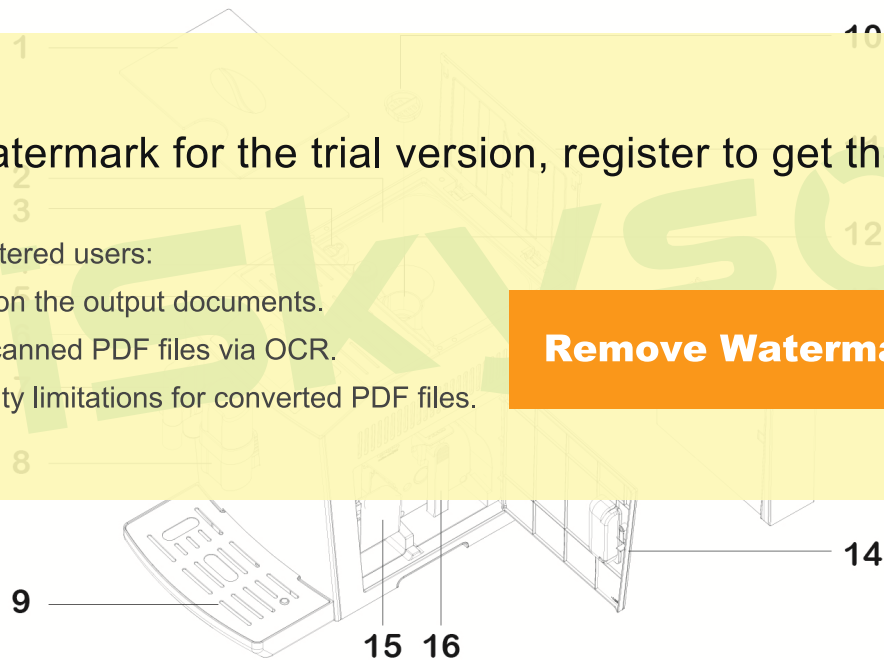 1
10
atermark for the trial version, register to get th
2
3
12
tered users:
5
on the output documents.
Remove Waterma
canned PDF files via OCR.
ty limitations for converted PDF files.
iSKYSO
8
14
9
15 16